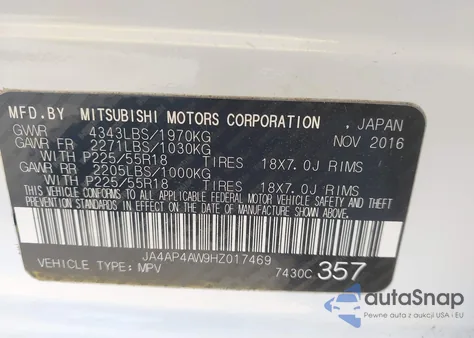 MFD.BY MITSUBISHI MOTORS CORPORATION , JAPAN
GVWR 4343LBS/1970KG NOV 2016
GAWR FR 2271LBS/1030KG
WITH P225/55R18 TIRES 18X7.0J RIMS
GAWR RR 2205LBS/1000KG
WITH P225/55R18 TIRES 18X7.0J RIMS
THIS VEHICLE CONFORMS TO ALL APPLICABLE FEDERAL MOTOR VEHICLE
SAFETY, BUMPER AND THEFT PREVENTION STANDARDS IN EFFECT ON THE
DATE OF MANUFACTURE SHOWN ABOVE.
JA4AP4AW9HZ017469
VEHICLE TYPE: MPV 7430C 357
autoSnap
Pewne auta z USA i EU